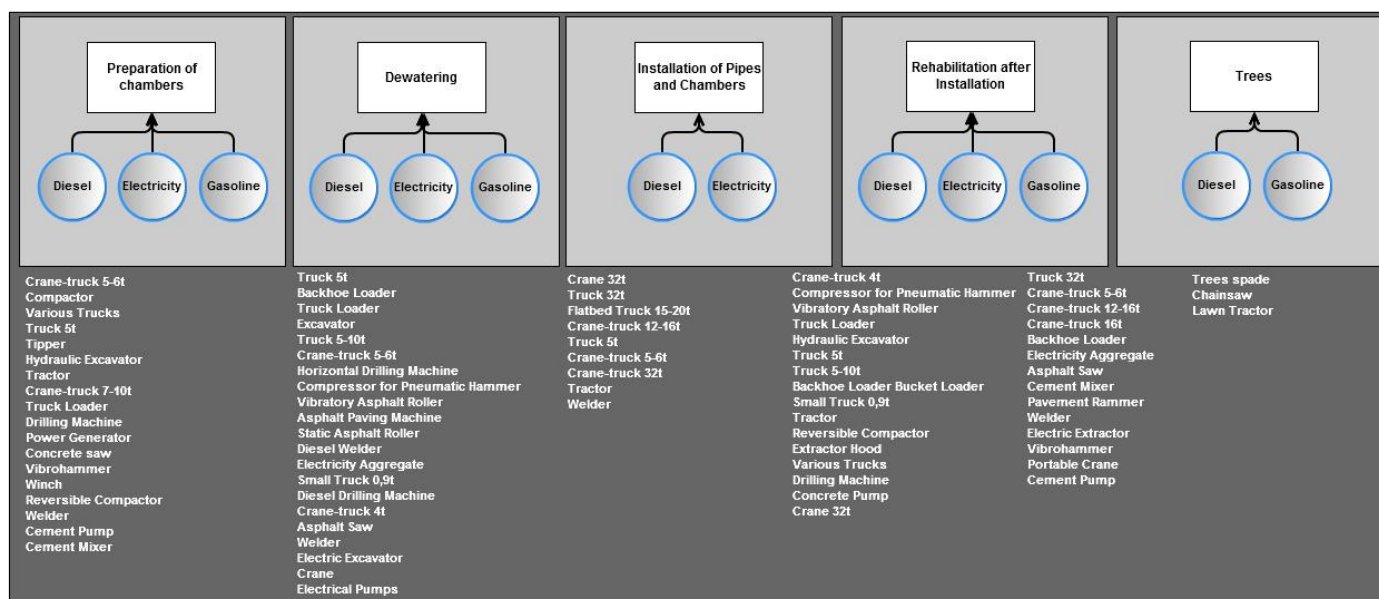 Preparation of
chambers
Diesel
Electricity
Gasoline
Crane-truck 5-6t
Compactor
Various Trucks
Truck 5t
Tipper
Hydraulic Excavator
Tractor
Crane-truck 7-10t
Truck Loader
Drilling Machine
Power Generator
Concrete saw
Vibrohammer
Winch
Reversible Compactor
Welder
Cement Pump
Cement Mixer
Dewatering
Diesel
Electricity
Gasoline
Truck 5t
Backhoe Loader
Truck Loader
Excavator
Truck 5-10t
Crane-truck 5-6t
Horizontal Drilling Machine
Compressor for Pneumatic Hammer
Vibratory Asphalt Roller
Asphalt Paving Machine
Static Asphalt Roller
Diesel Welder
Electricity Aggregate
Small Truck 0,9t
Diesel Drilling Machine
Crane-truck 4t
Asphalt Saw
Welder
Electric Excavator
Crane
Electrical Pumps
Installation of Pipes
and Chambers
Diesel
Electricity
Crane 32t
Truck 32t
Flatbed Truck 15-20t
Crane-truck 12-16t
Truck 5t
Crane-truck 5-6t
Crane-truck 32t
Tractor
Welder
Rehabilitation after
Installation
Diesel
Electricity
Gasoline
Crane-truck 4t
Compressor for Pneumatic Hammer
Vibratory Asphalt Roller
Truck Loader
Hydraulic Excavator
Truck 5t
Truck 5-10t
Backhoe Loader Bucket Loader
Small Truck 0,9t
Tractor
Reversible Compactor
Extractor Hood
Various Trucks
Drilling Machine
Concrete Pump
Crane 32t
Truck 32t
Crane-truck 5-6t
Crane-truck 12-16t
Crane-truck 16t
Backhoe Loader
Electricity Aggregate
Asphalt Saw
Cement Mixer
Pavement Rammer
Welder
Electric Extractor
Vibrohammer
Portable Crane
Cement Pump
Trees
Diesel
Gasoline
Trees spade
Chainsaw
Lawn Tractor